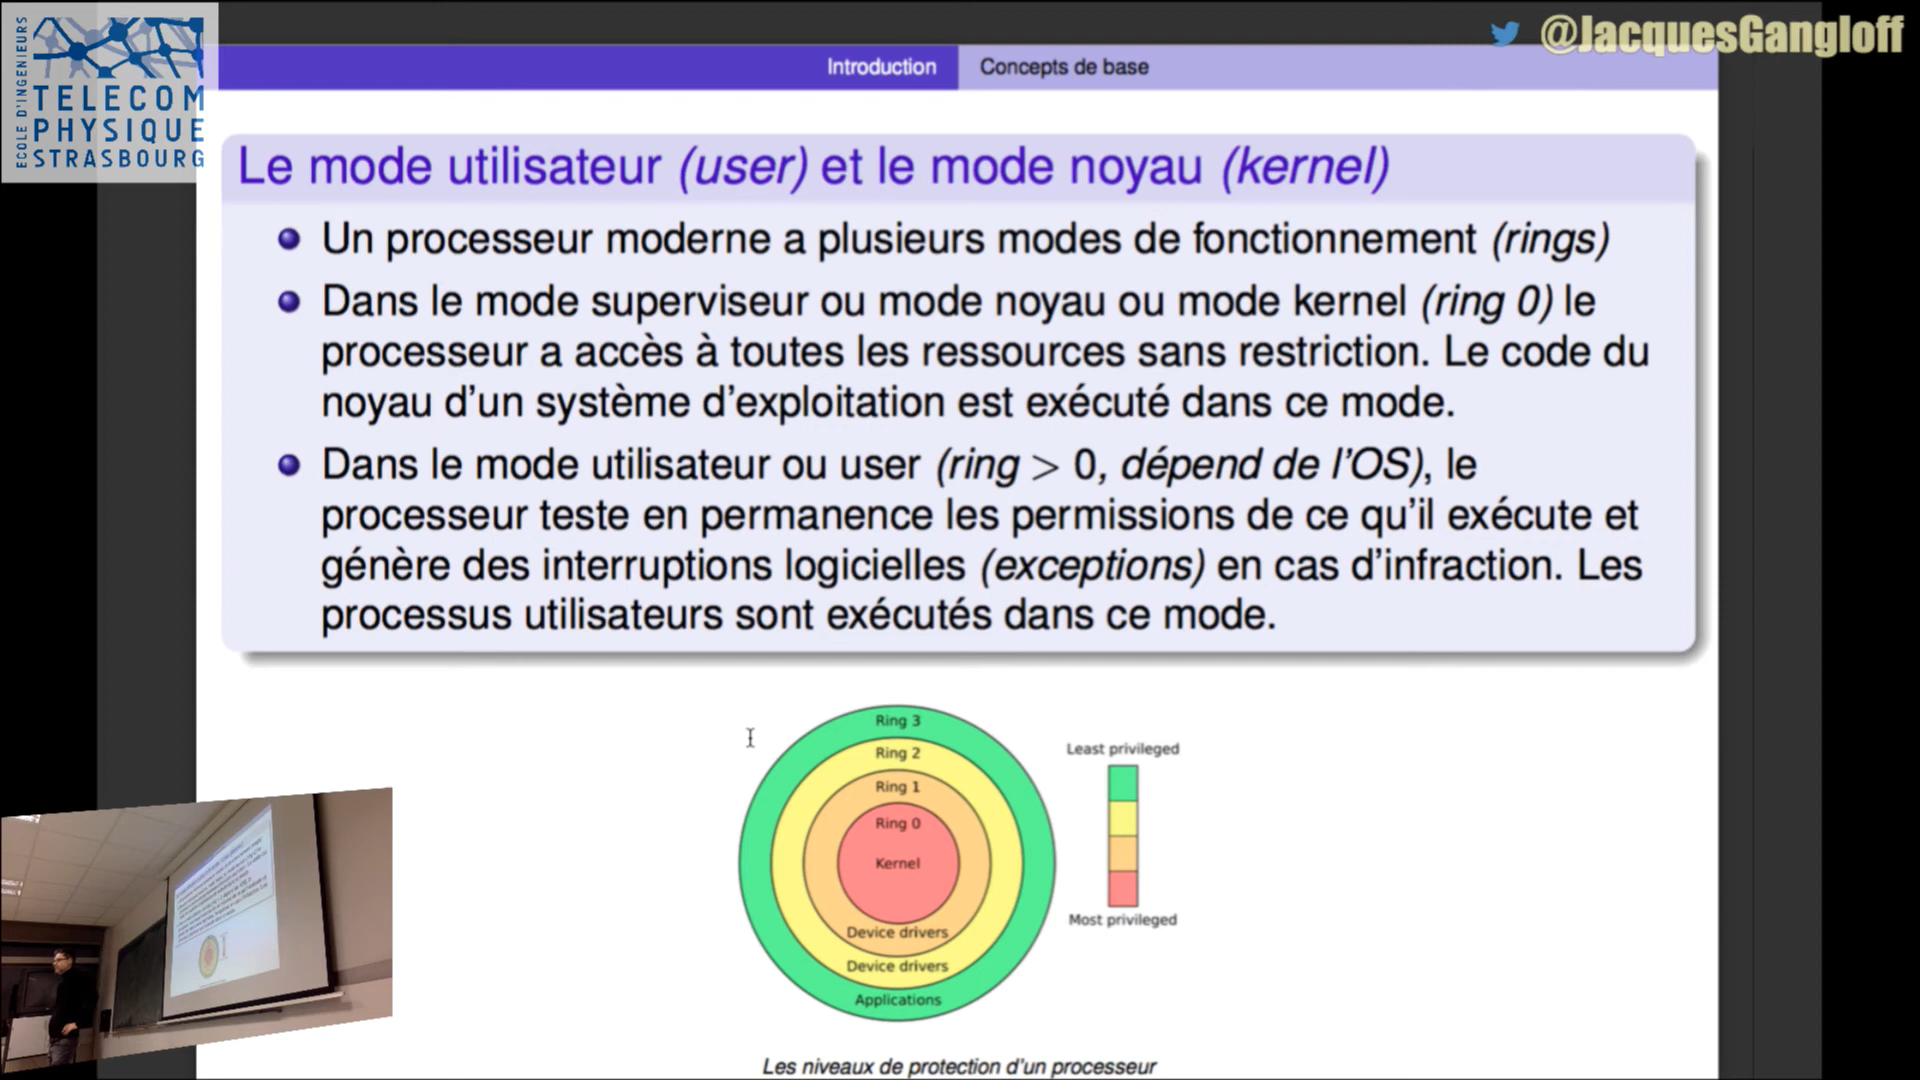 ECOLE D'INGENIEURS
TELECOM
PHYSIQUE
STRASBOURG
@JacquesGangloff
Introduction
Concepts de base
Le mode utilisateur (user) et le mode noyau (kernel)
Un processeur moderne a plusieurs modes de fonctionnement (rings)
Dans le mode superviseur ou mode noyau ou mode kernel (ring 0) le
processeur a accès à toutes les ressources sans restriction. Le code du
noyau d'un système d'exploitation est exécuté dans ce mode.
Dans le mode utilisateur ou user (ring > 0, dépend de l'OS), le
processeur teste en permanence les permissions de ce qu'il exécute et
génère des interruptions logicielles (exceptions) en cas d'infraction. Les
processus utilisateurs sont exécutés dans ce mode.
Ring 3
Ring 2
Ring 1
Ring 0
Kernel
Device drivers
Device drivers
Applications
Least privileged
Most privileged
Les niveaux de protection d'un processeur